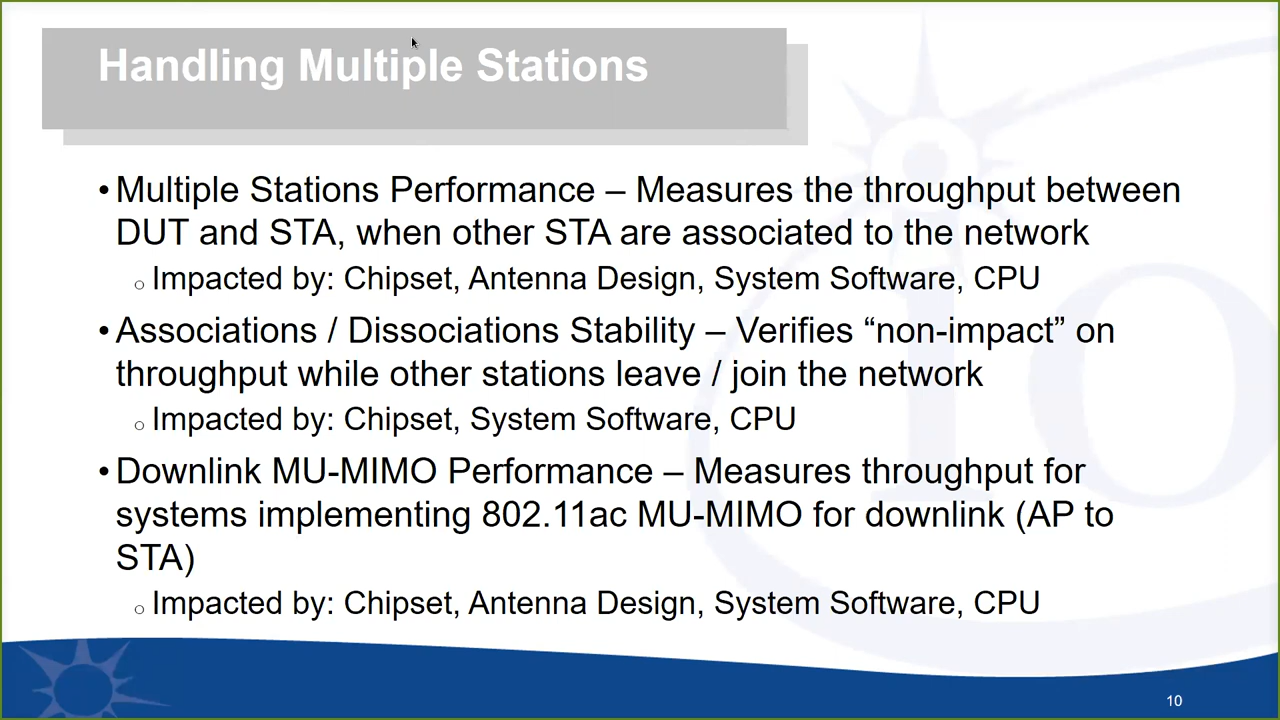 Handling Multiple Stations
• Multiple Stations Performance – Measures the throughput between
DUT and STA, when other STA are associated to the network
○ Impacted by: Chipset, Antenna Design, System Software, CPU
• Associations / Dissociations Stability – Verifies “non-impact” on
throughput while other stations leave / join the network
○ Impacted by: Chipset, System Software, CPU
• Downlink MU-MIMO Performance – Measures throughput for
systems implementing 802.11ac MU-MIMO for downlink (AP to
STA)
○ Impacted by: Chipset, Antenna Design, System Software, CPU
10